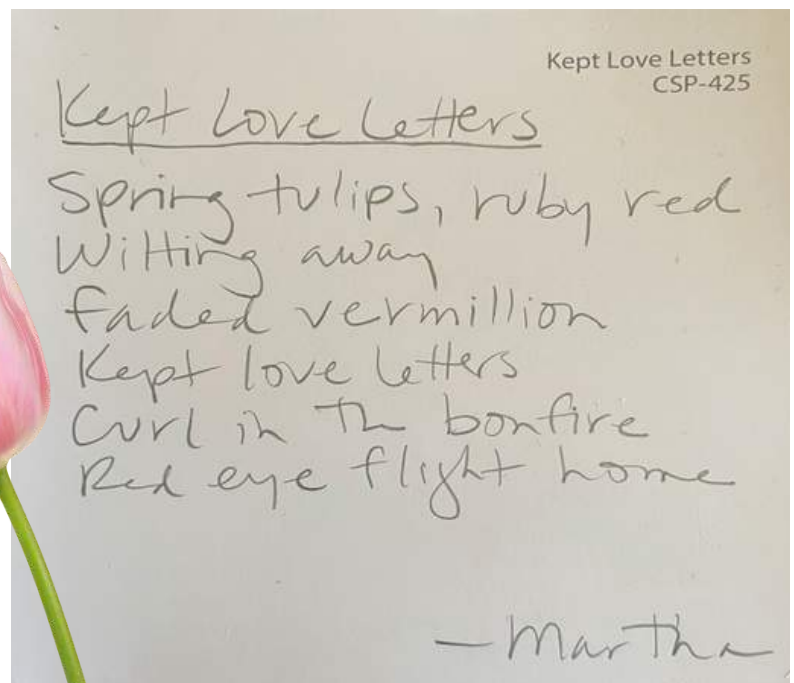 Kept Love Letters
CSP-425
Kept Love Letters
Spring tulips, ruby red
Wilting away
faded vermillion
Kept love letters
Curl in the bonfire
Red eye flight home
—Martha